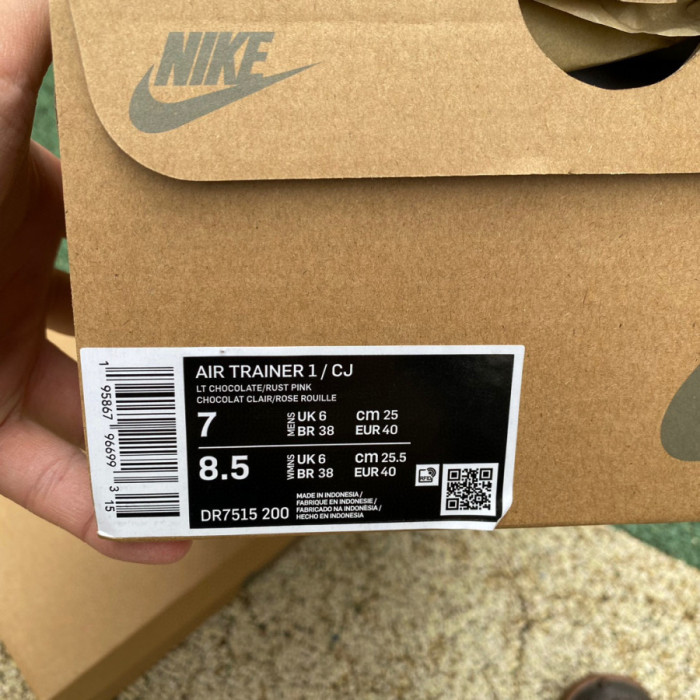 NIKE
AIR TRAINER 1 / CJ
LT CHOCOLATE/RUST PINK
CHOCOLAT CLAIR/ROSE ROUILLE
7 MENS UK 6 cm 25
BR 38 EUR 40
8.5 WMNS UK 6 cm 25.5
BR 38 EUR 40
DR7515 200
MADE IN INDONESIA /
FABRIQUE EN INDONESIE /
FABRICADO NA INDONÉSIA /
HECHO EN INDONESIA
1 95867 96699 3 15